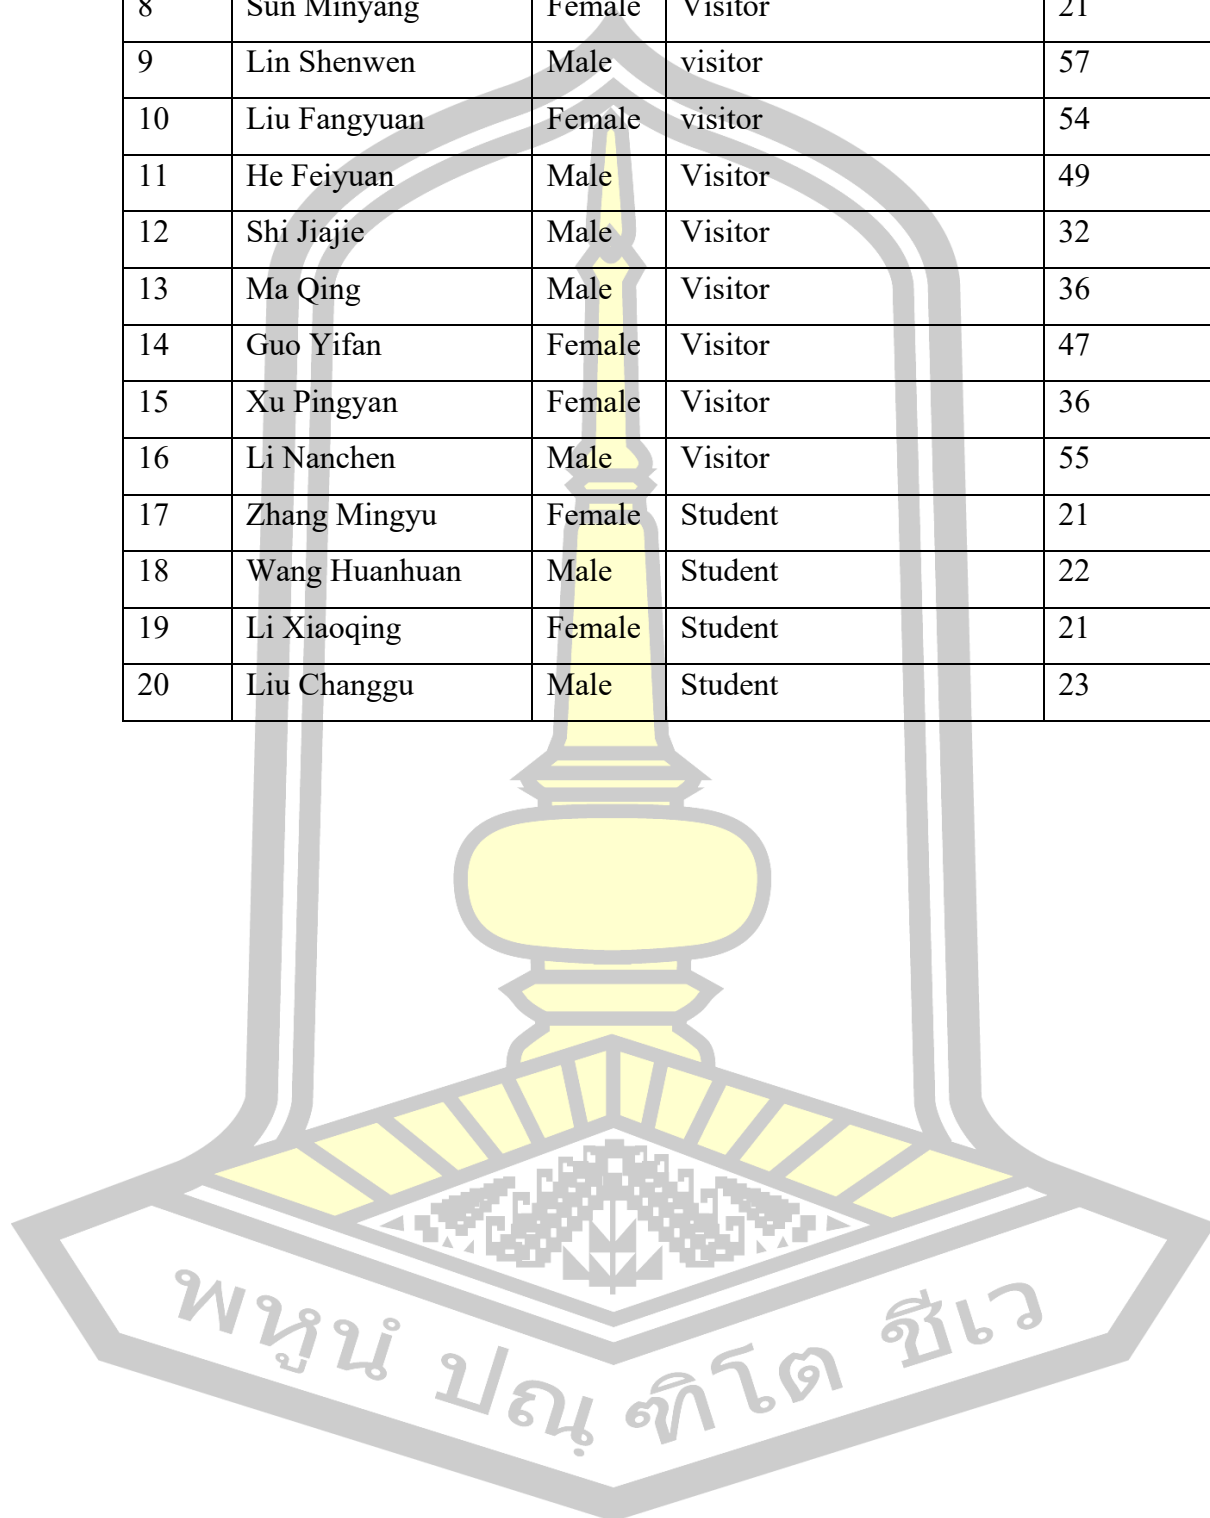 8 Sun Minyang Female Visitor 21
9 Lin Shenwen Male visitor 57
10 Liu Fangyuan Female visitor 54
11 He Feiyuan Male Visitor 49
12 Shi Jiajie Male Visitor 32
13 Ma Qing Male Visitor 36
14 Guo Yifan Female Visitor 47
15 Xu Pingyan Female Visitor 36
16 Li Nanchen Male Visitor 55
17 Zhang Mingyu Female Student 21
18 Wang Huanhuan Male Student 22
19 Li Xiaoqing Female Student 21
20 Liu Changgu Male Student 23
พหูนํ ปณฺฑิโต ชีเว